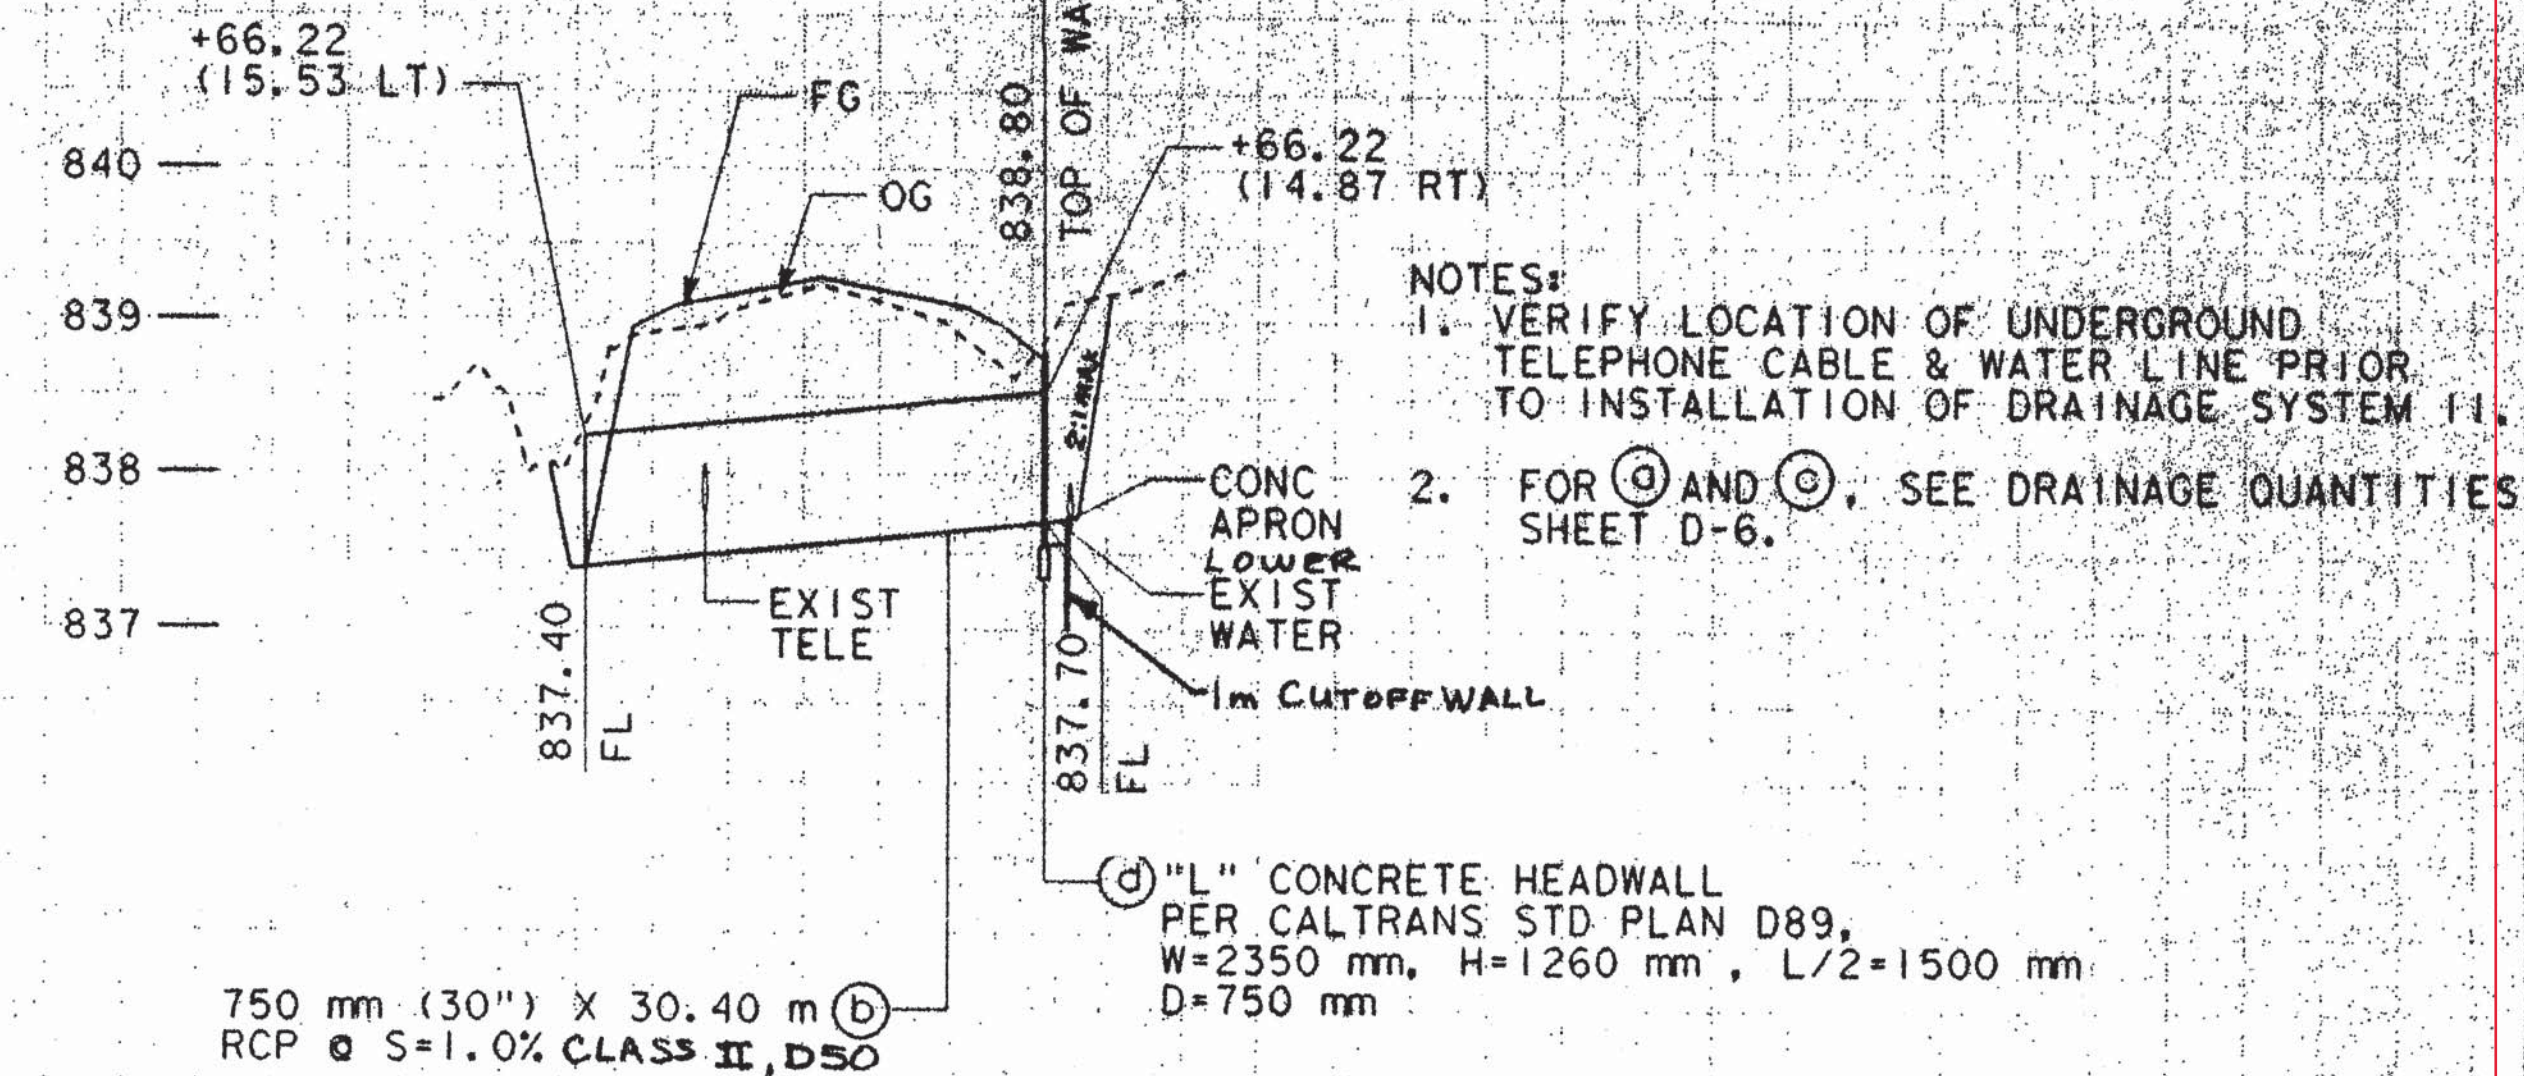 +66.22
(15.53 LT)
FG
OG
838.80
TOP OF WA
+66.22
(14.87 RT)
840
839
838
837
NOTES:
1. VERIFY LOCATION OF UNDERGROUND
TELEPHONE CABLE & WATER LINE PRIOR
TO INSTALLATION OF DRAINAGE SYSTEM 11.
2. FOR (a) AND (c), SEE DRAINAGE QUANTITIES
SHEET D-6.
2:1 MAX
CONC
APRON
LOWER
EXIST
WATER
EXIST
TELE
1m CUTOFF WALL
837.40
FL
837.70
FL
(d) "L" CONCRETE HEADWALL
PER CALTRANS STD PLAN D89,
W=2350 mm, H=1260 mm, L/2=1500 mm
D=750 mm
750 mm (30") X 30.40 m (b)
RCP @ S=1.0% CLASS II, D50